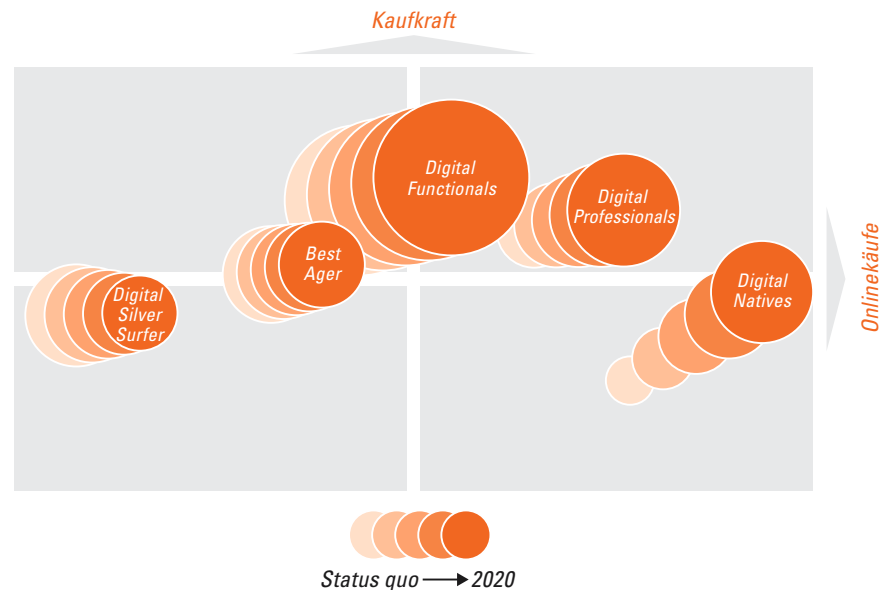 Kaufkraft
Digital
Functionals
Digital
Professionals
Best
Ager
Digital
Natives
Digital
Silver
Surfer
Onlinekäufe
Status quo → 2020